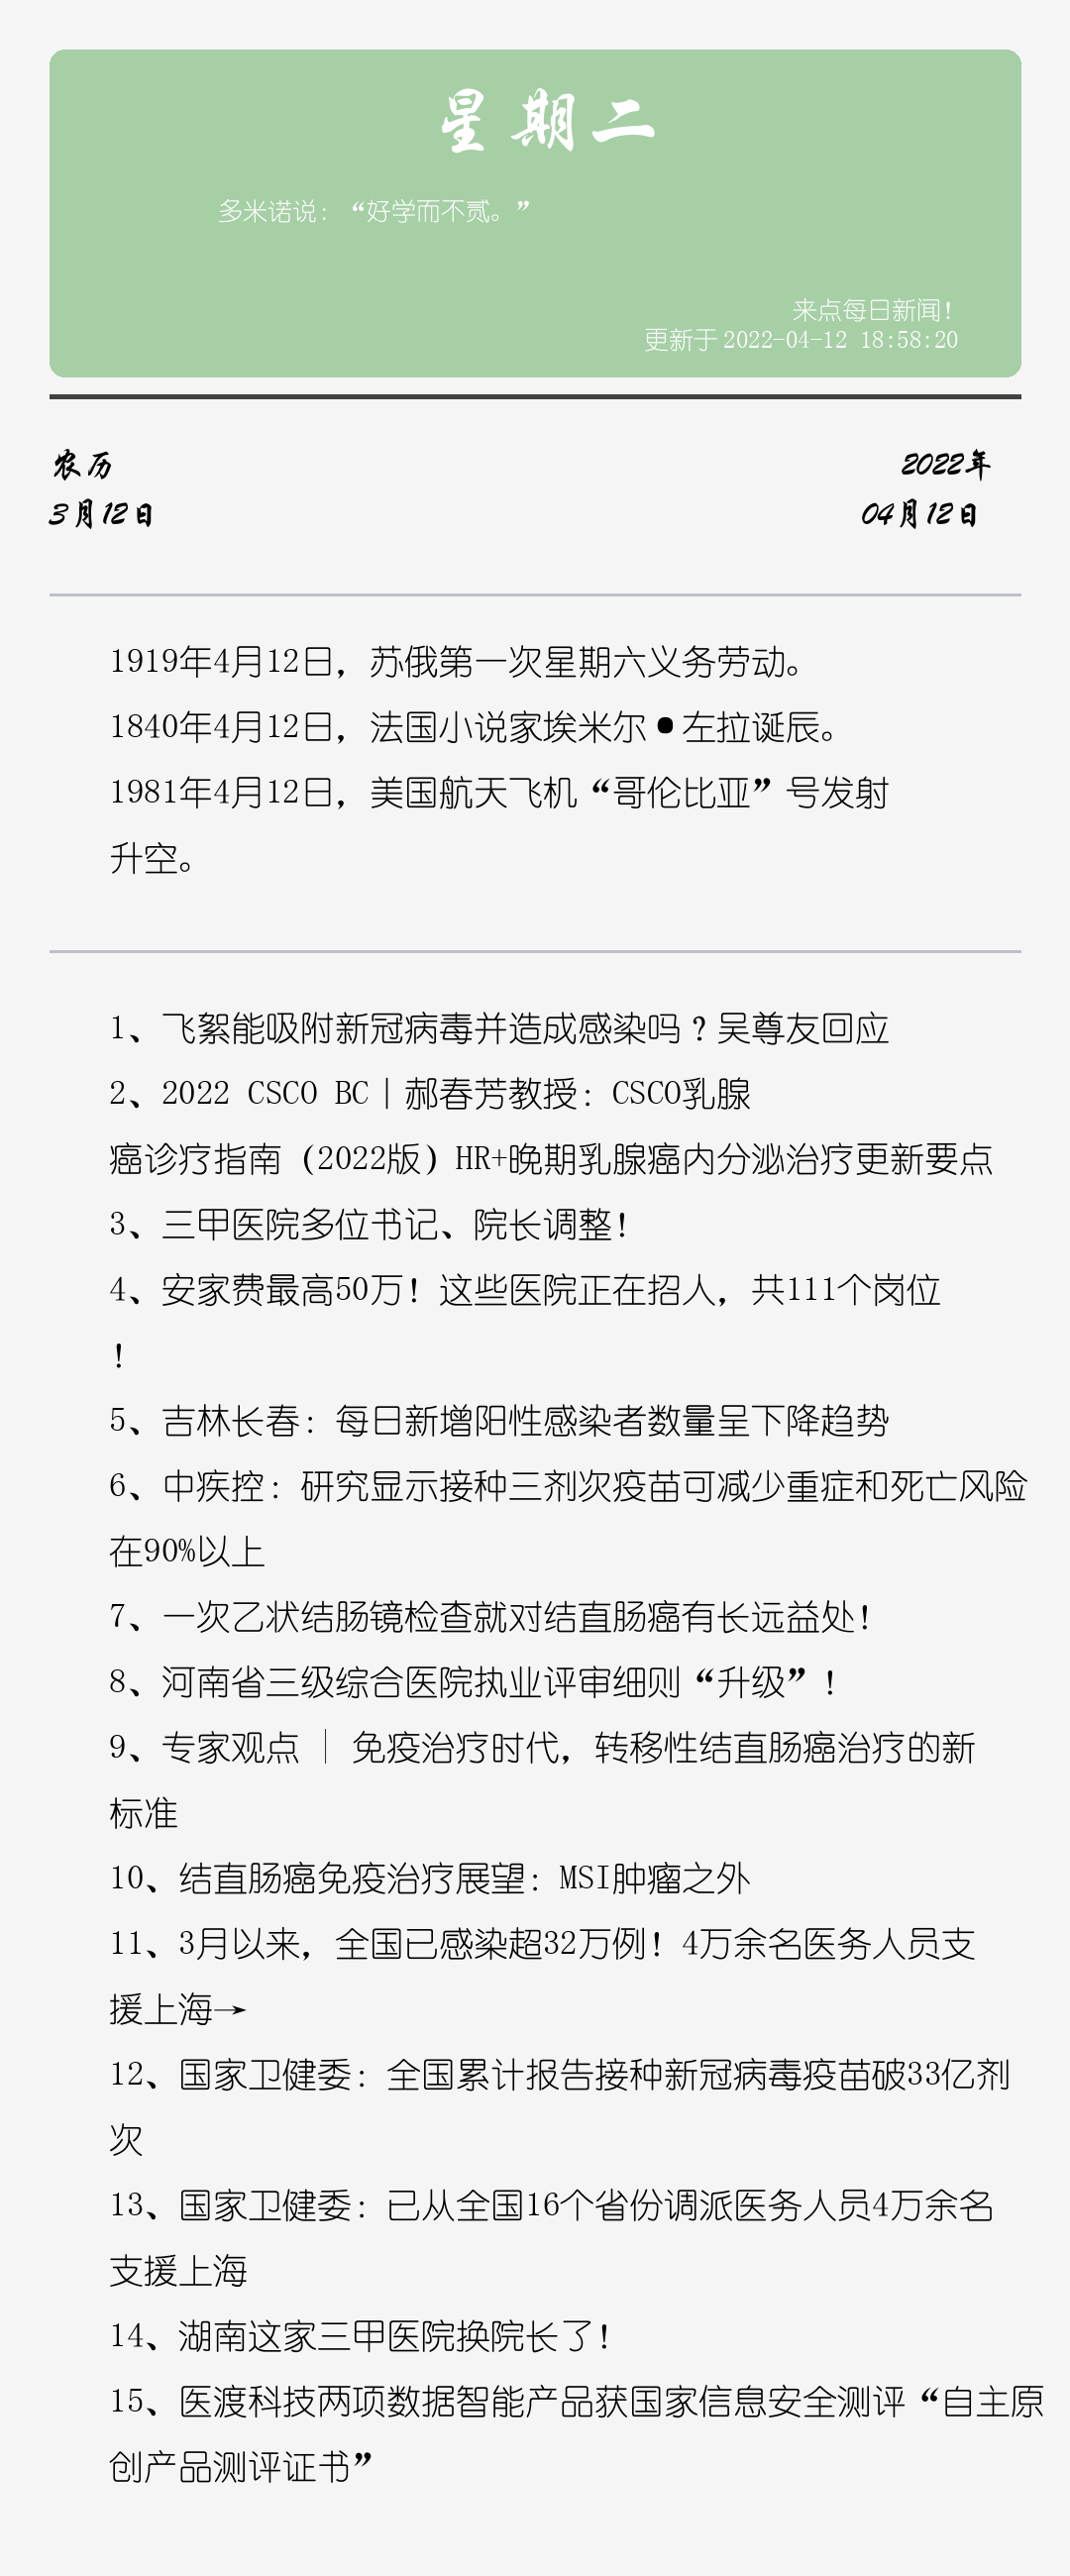 星期二
多米诺说：“好学而不贰。”
来点每日新闻！
更新于 2022-04-12 18:58:20
农历
2022年
3月12日
04月12日
1919年4月12日，苏俄第一次星期六义务劳动。
1840年4月12日，法国小说家埃米尔•左拉诞辰。
1981年4月12日，美国航天飞机“哥伦比亚”号发射
升空。
1、飞絮能吸附新冠病毒并造成感染吗？吴尊友回应
2、2022 CSCO BC丨郝春芳教授：CSCO乳腺
癌诊疗指南（2022版）HR+晚期乳腺癌内分泌治疗更新要点
3、三甲医院多位书记、院长调整！
4、安家费最高50万！这些医院正在招人，共111个岗位
！
5、吉林长春：每日新增阳性感染者数量呈下降趋势
6、中疾控：研究显示接种三剂次疫苗可减少重症和死亡风险
在90%以上
7、一次乙状结肠镜检查就对结直肠癌有长远益处！
8、河南省三级综合医院执业评审细则“升级”！
9、专家观点 │ 免疫治疗时代，转移性结直肠癌治疗的新
标准
10、结直肠癌免疫治疗展望：MSI肿瘤之外
11、3月以来，全国已感染超32万例！4万余名医务人员支
援上海→
12、国家卫健委：全国累计报告接种新冠病毒疫苗破33亿剂
次
13、国家卫健委：已从全国16个省份调派医务人员4万余名
支援上海
14、湖南这家三甲医院换院长了！
15、医渡科技两项数据智能产品获国家信息安全测评“自主原
创产品测评证书”